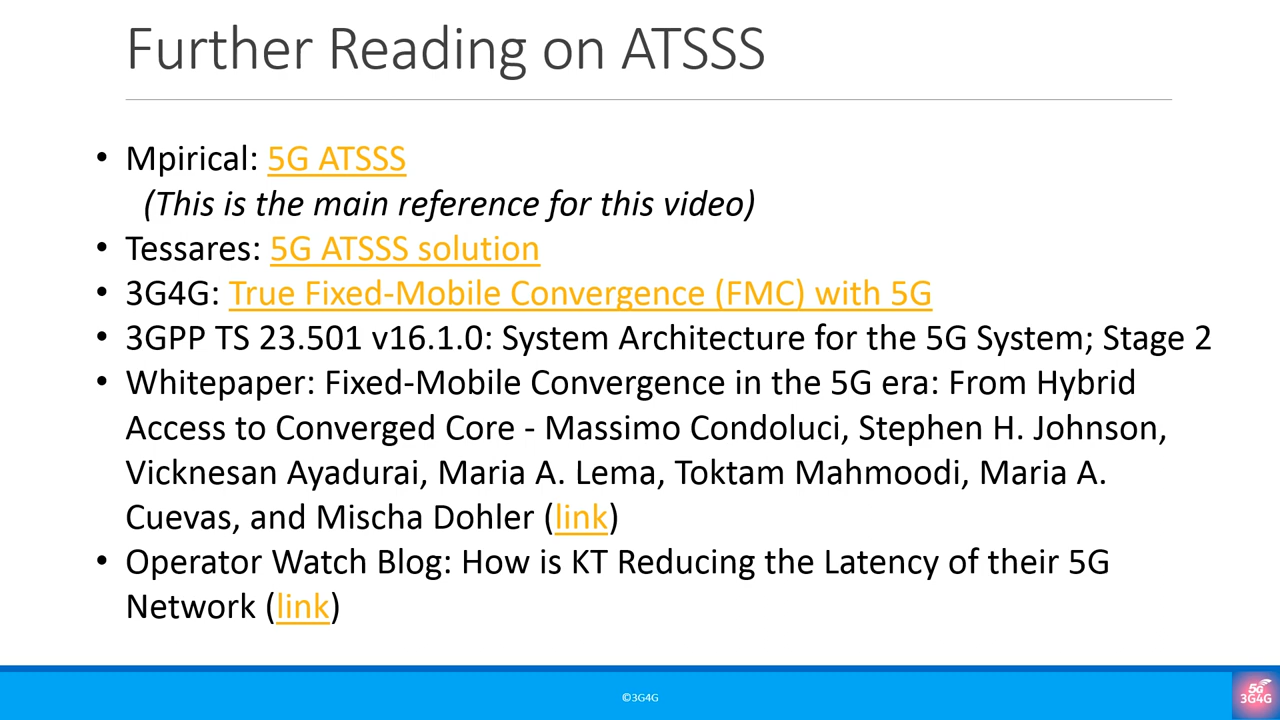 Further Reading on ATSSS
• Mpirical: 5G ATSSS
(This is the main reference for this video)
• Tessares: 5G ATSSS solution
• 3G4G: True Fixed-Mobile Convergence (FMC) with 5G
• 3GPP TS 23.501 v16.1.0: System Architecture for the 5G System; Stage 2
• Whitepaper: Fixed-Mobile Convergence in the 5G era: From Hybrid
Access to Converged Core - Massimo Condoluci, Stephen H. Johnson,
Vicknesan Ayadurai, Maria A. Lema, Toktam Mahmoodi, Maria A.
Cuevas, and Mischa Dohler (link)
• Operator Watch Blog: How is KT Reducing the Latency of their 5G
Network (link)
©3G4G
5G
3G4G